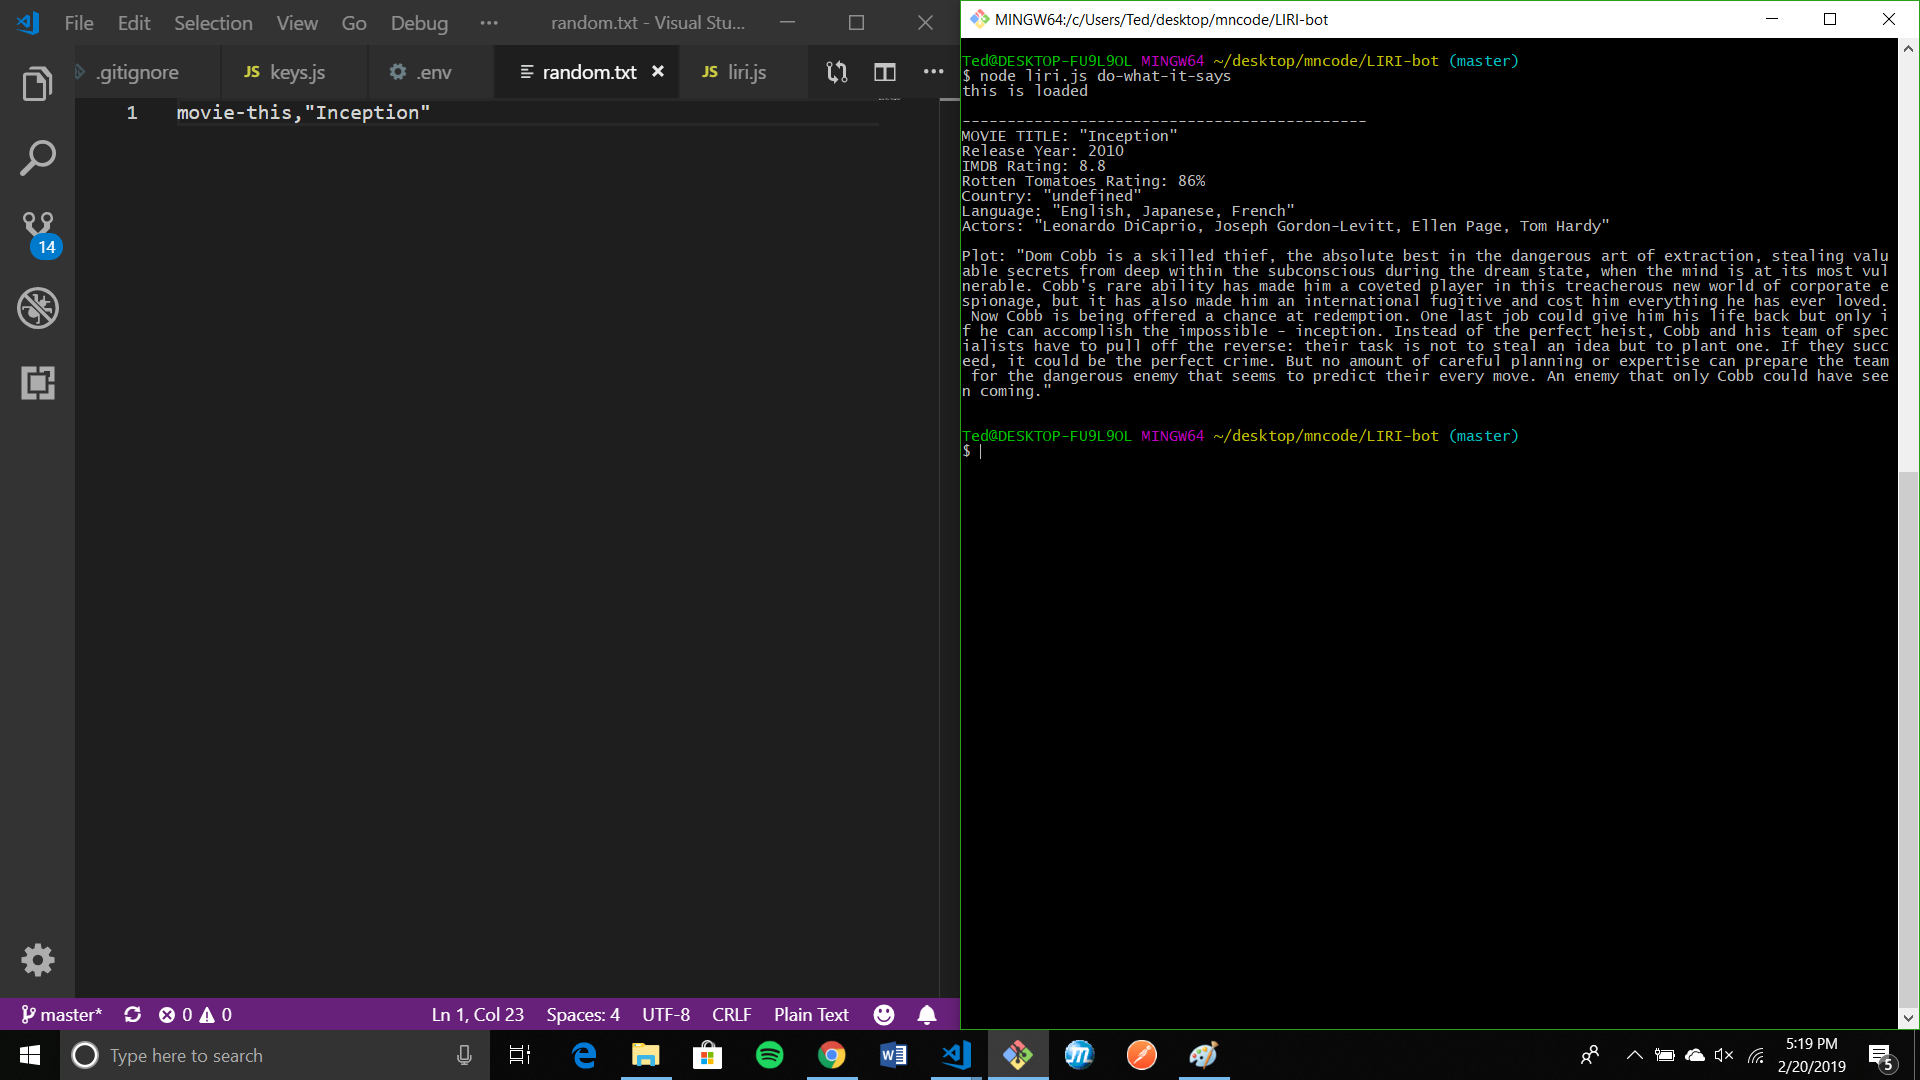 File Edit Selection View Go Debug ··· random.txt - Visual Stu...
.gitignore JS keys.js .env random.txt × JS liri.js ···
1 movie-this,"Inception"
14
master* 0 0 Ln 1, Col 23 Spaces: 4 UTF-8 CRLF Plain Text
MINGW64:/c/Users/Ted/desktop/mncode/LIRI-bot
Ted@DESKTOP-FU9L9OL MINGW64 ~/desktop/mncode/LIRI-bot (master)
$ node liri.js do-what-it-says
this is loaded
---------------------------------------------
MOVIE TITLE: "Inception"
Release Year: 2010
IMDB Rating: 8.8
Rotten Tomatoes Rating: 86%
Country: "undefined"
Language: "English, Japanese, French"
Actors: "Leonardo DiCaprio, Joseph Gordon-Levitt, Ellen Page, Tom Hardy"
Plot: "Dom Cobb is a skilled thief, the absolute best in the dangerous art of extraction, stealing valu
able secrets from deep within the subconscious during the dream state, when the mind is at its most vul
nerable. Cobb's rare ability has made him a coveted player in this treacherous new world of corporate e
spionage, but it has also made him an international fugitive and cost him everything he has ever loved.
 Now Cobb is being offered a chance at redemption. One last job could give him his life back but only i
f he can accomplish the impossible - inception. Instead of the perfect heist, Cobb and his team of spec
ialists have to pull off the reverse: their task is not to steal an idea but to plant one. If they succ
eed, it could be the perfect crime. But no amount of careful planning or expertise can prepare the team
 for the dangerous enemy that seems to predict their every move. An enemy that only Cobb could have see
n coming."
Ted@DESKTOP-FU9L9OL MINGW64 ~/desktop/mncode/LIRI-bot (master)
$
Type here to search
5:19 PM
2/20/2019
5